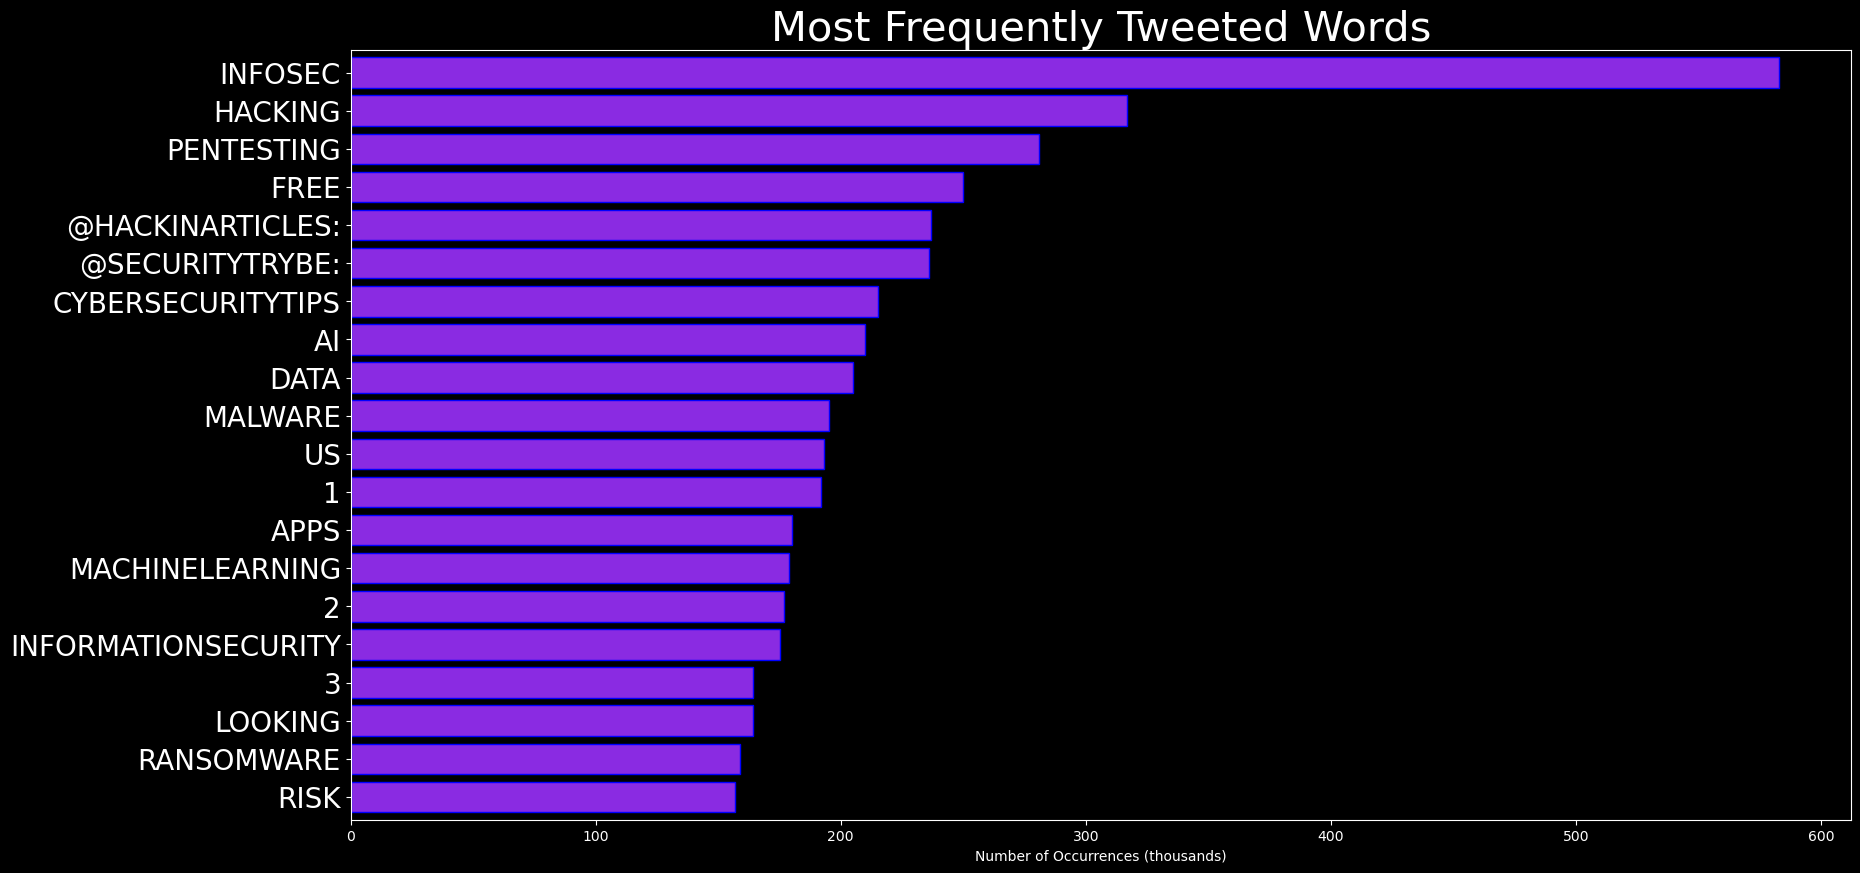 Most Frequently Tweeted Words
INFOSEC
HACKING
PENTESTING
FREE
@HACKINARTICLES:
@SECURITYTRYBE:
CYBERSECURITYTIPS
AI
DATA
MALWARE
US
1
APPS
MACHINELEARNING
2
INFORMATIONSECURITY
3
LOOKING
RANSOMWARE
RISK
0 100 200 300 400 500 600
Number of Occurrences (thousands)